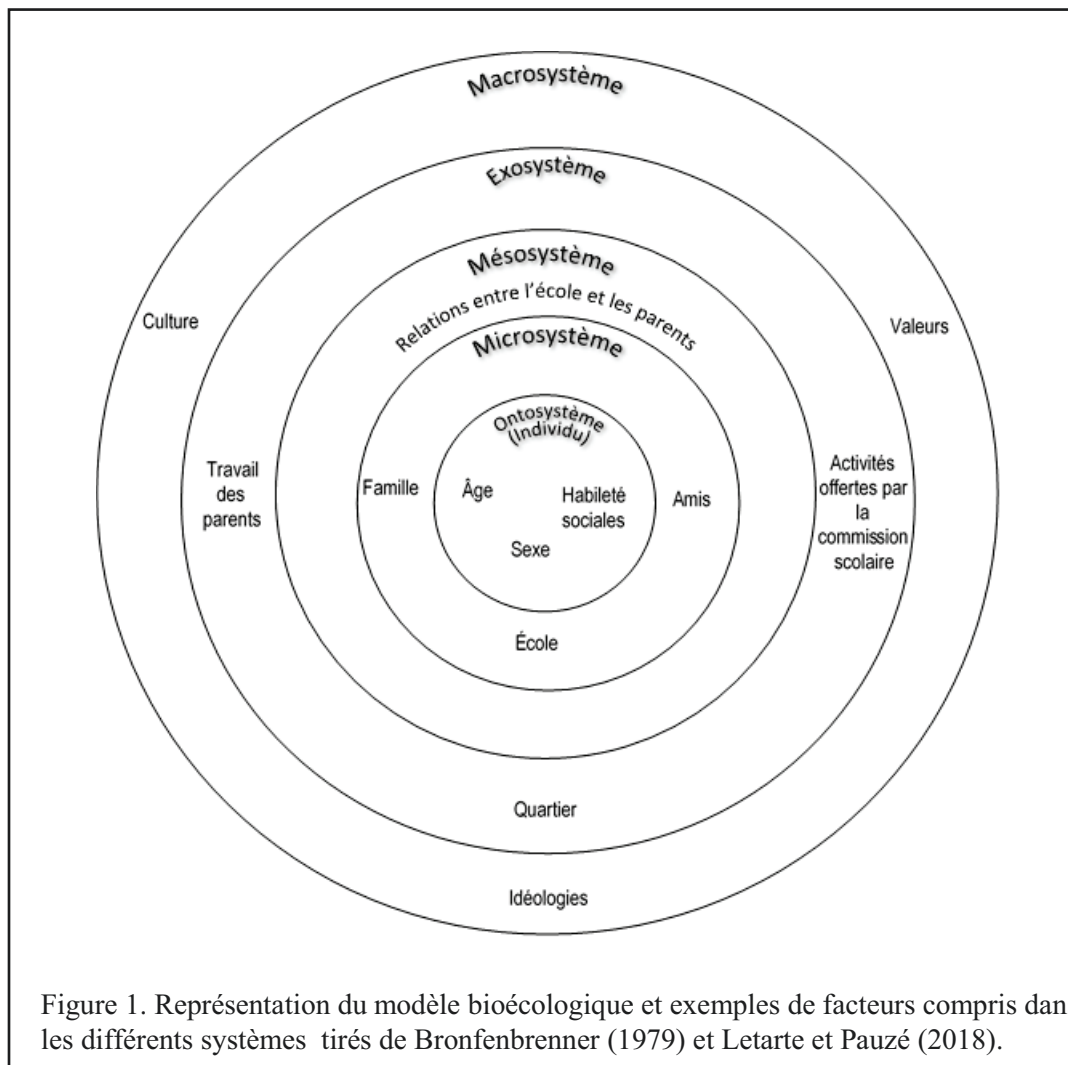 Macrosystème
Exosystème
Mésosystème
Relations entre l'école et les parents
Microsystème
Ontosystème
(Individu)
Culture
Valeurs
Travail
des
parents
Activités
offertes par
la
commission
scolaire
Famille
Âge
Habileté
sociales
Amis
Sexe
École
Quartier
Idéologies
Figure 1. Représentation du modèle bioécologique et exemples de facteurs compris dan
les différents systèmes tirés de Bronfenbrenner (1979) et Letarte et Pauzé (2018).